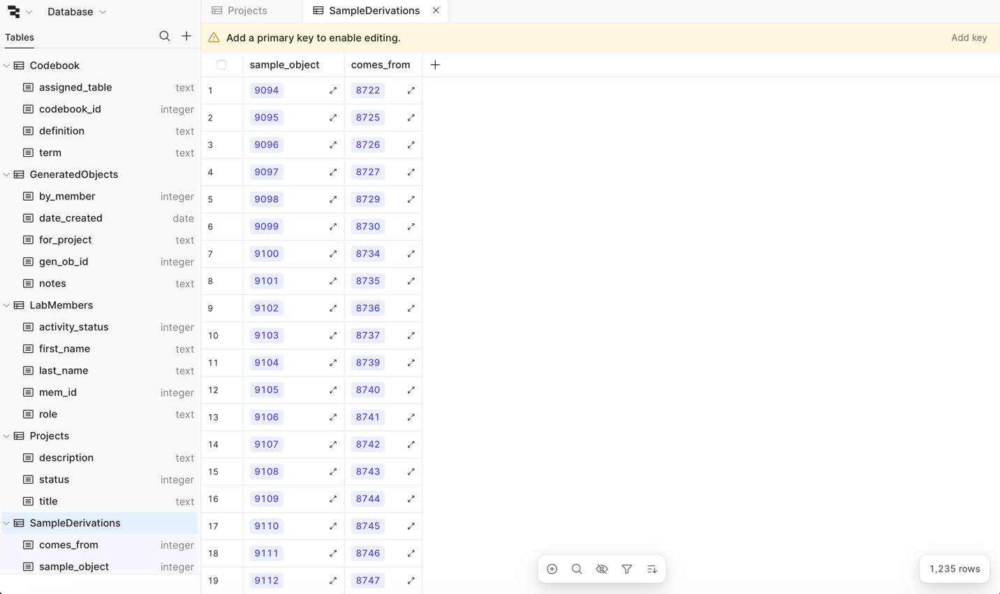 Database
Projects
SampleDerivations
Tables
Add a primary key to enable editing.
Add key
Codebook
assigned_table text
codebook_id integer
definition text
term text
GeneratedObjects
by_member integer
date_created date
for_project text
gen_ob_id integer
notes text
LabMembers
activity_status integer
first_name text
last_name text
mem_id integer
role text
Projects
description text
status integer
title text
SampleDerivations
comes_from integer
sample_object integer
sample_object comes_from
1 9094 8722
2 9095 8725
3 9096 8726
4 9097 8727
5 9098 8729
6 9099 8730
7 9100 8734
8 9101 8735
9 9102 8736
10 9103 8737
11 9104 8739
12 9105 8740
13 9106 8741
14 9107 8742
15 9108 8743
16 9109 8744
17 9110 8745
18 9111 8746
19 9112 8747
1,235 rows